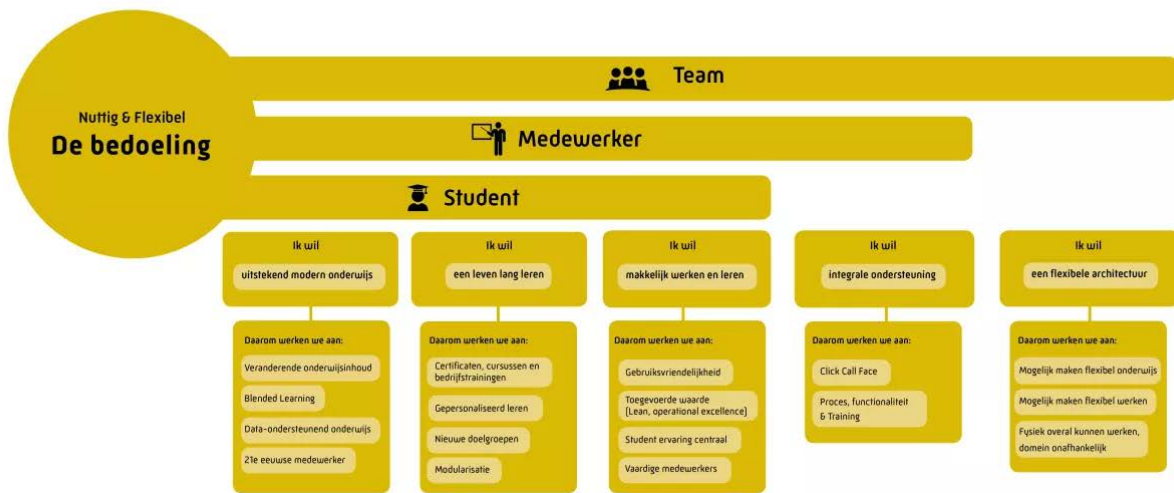 Team
Nuttig & Flexibel
De bedoeling
Medewerker
Student
Ik wil
uitstekend modern onderwijs
Ik wil
een leven lang leren
Ik wil
makkelijk werken en leren
Ik wil
integrale ondersteuning
Ik wil
een flexibele architectuur
Daarom werken we aan:
Veranderende onderwijsinhoud
Blended Learning
Data-ondersteunend onderwijs
21e eeuwse medewerker
Daarom werken we aan:
Certificaten, cursussen en
bedrijfstrainingen
Gepersonaliseerd leren
Nieuwe doelgroepen
Modularisatie
Daarom werken we aan:
Gebruiksvriendelijkheid
Toegevoerde waarde
(Lean, operational excellence)
Student ervaring centraal
Vaardige medewerkers
Daarom werken we aan:
Click Call Face
Proces, functionaliteit
& Training
Daarom werken we aan:
Mogelijk maken flexibel onderwijs
Mogelijk maken flexibel werken
Fysiek overal kunnen werken,
domein onafhankelijk